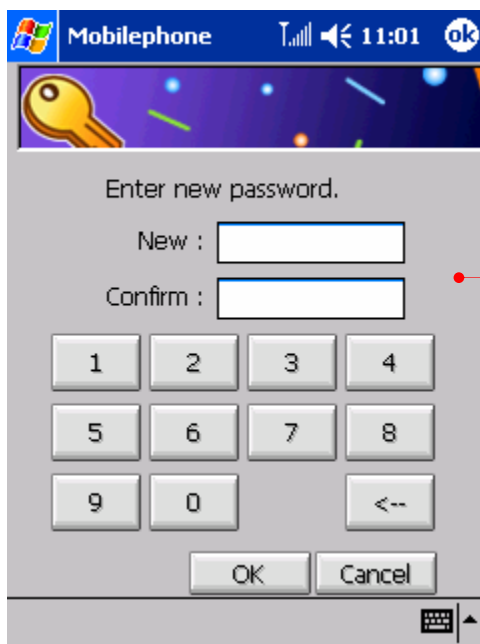 Mobilephone 11:01 ok
Enter new password.
New :
Confirm :
1 2 3 4
5 6 7 8
9 0 <--
OK Cancel